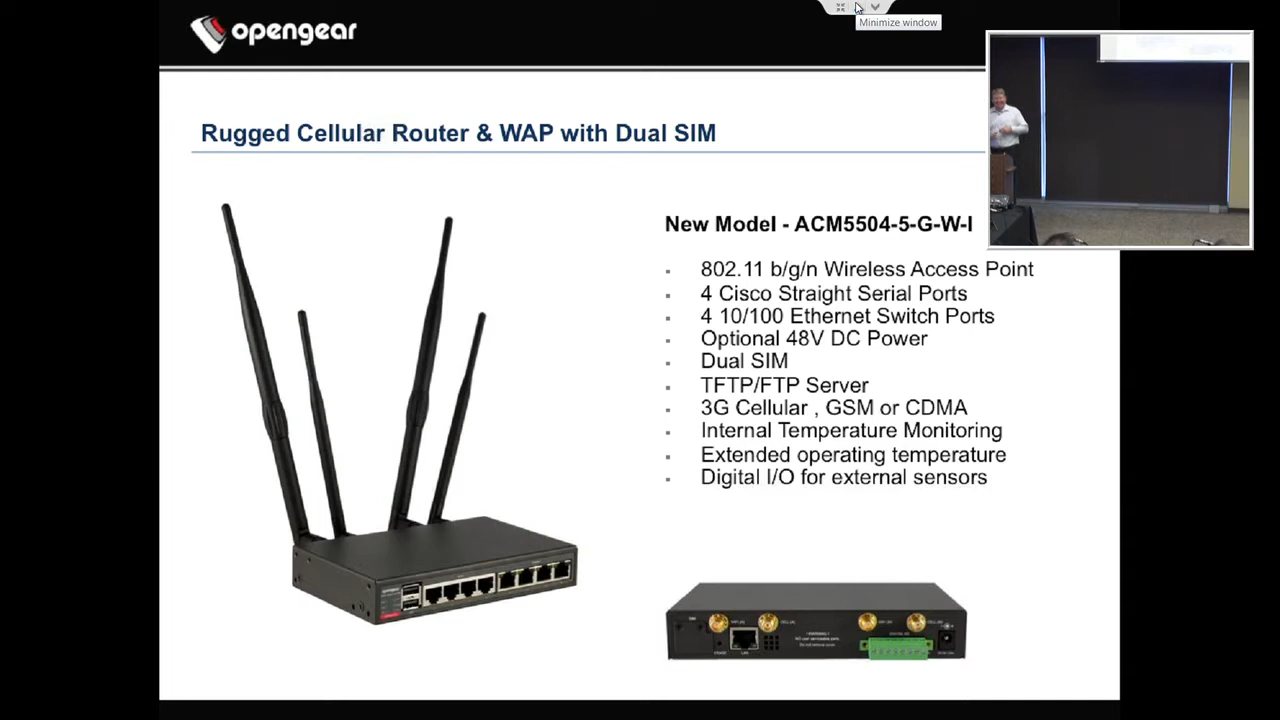 opengear
Minimize window
Rugged Cellular Router & WAP with Dual SIM
New Model - ACM5504-5-G-W-I
802.11 b/g/n Wireless Access Point
4 Cisco Straight Serial Ports
4 10/100 Ethernet Switch Ports
Optional 48V DC Power
Dual SIM
TFTP/FTP Server
3G Cellular , GSM or CDMA
Internal Temperature Monitoring
Extended operating temperature
Digital I/O for external sensors
opengear
LAN